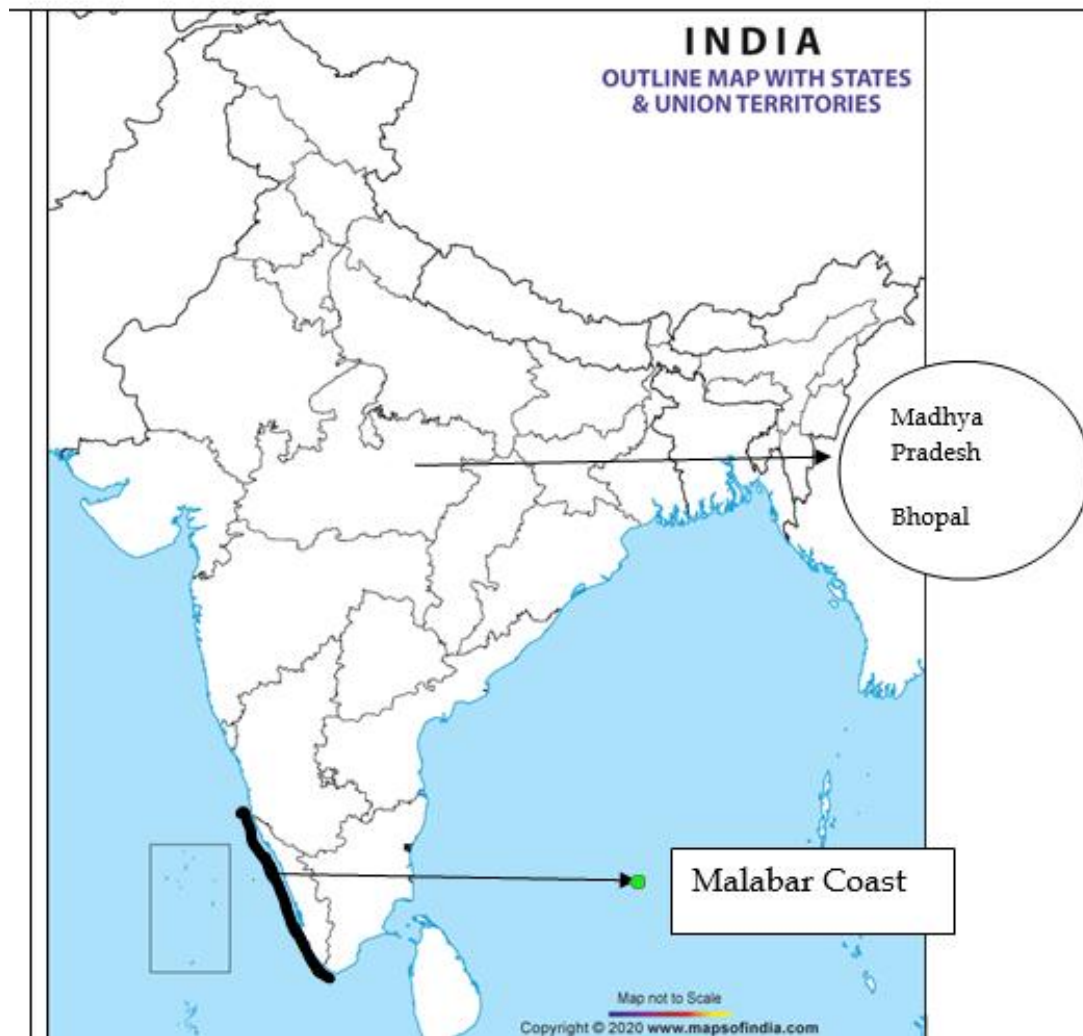 INDIA
OUTLINE MAP WITH STATES
& UNION TERRITORIES
Madhya
Pradesh
Bhopal
Malabar Coast
Map not to Scale
Copyright © 2020 www.mapsofindia.com